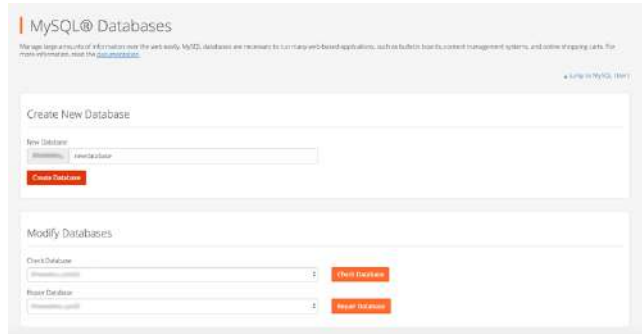 MySQL® Databases
Manage large amounts of information over the web easily. MySQL databases are necessary to run many web-based applications, such as bulletin boards, content management systems, and online shopping carts. For
more information, read the documentation.
Jump to MySQL Users
Create New Database
New Database:
newdatabase
Create Database
Modify Databases
Check Database
Check Database
Repair Database
Repair Database